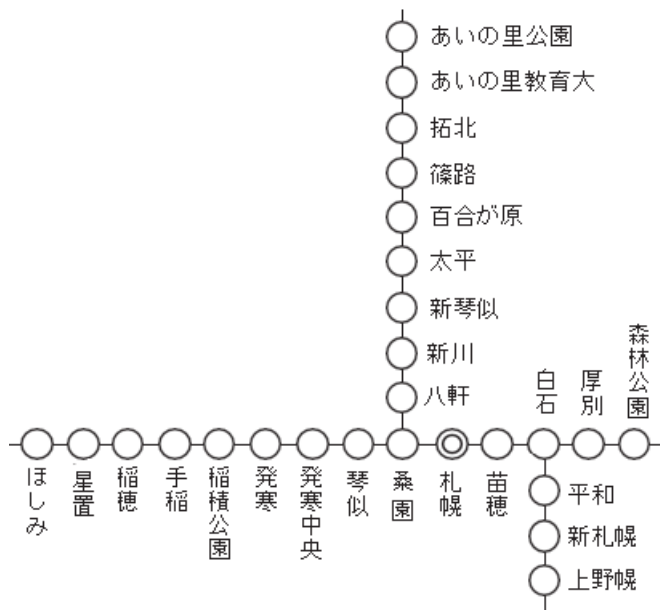 あいの里公園
あいの里教育大
拓北
篠路
百合が原
太平
新琴似
新川
八軒
白石
厚別
森林公園
ほしみ
星置
稲穂
手稲
稲積公園
発寒
発寒中央
琴似
桑園
札幌
苗穂
平和
新札幌
上野幌